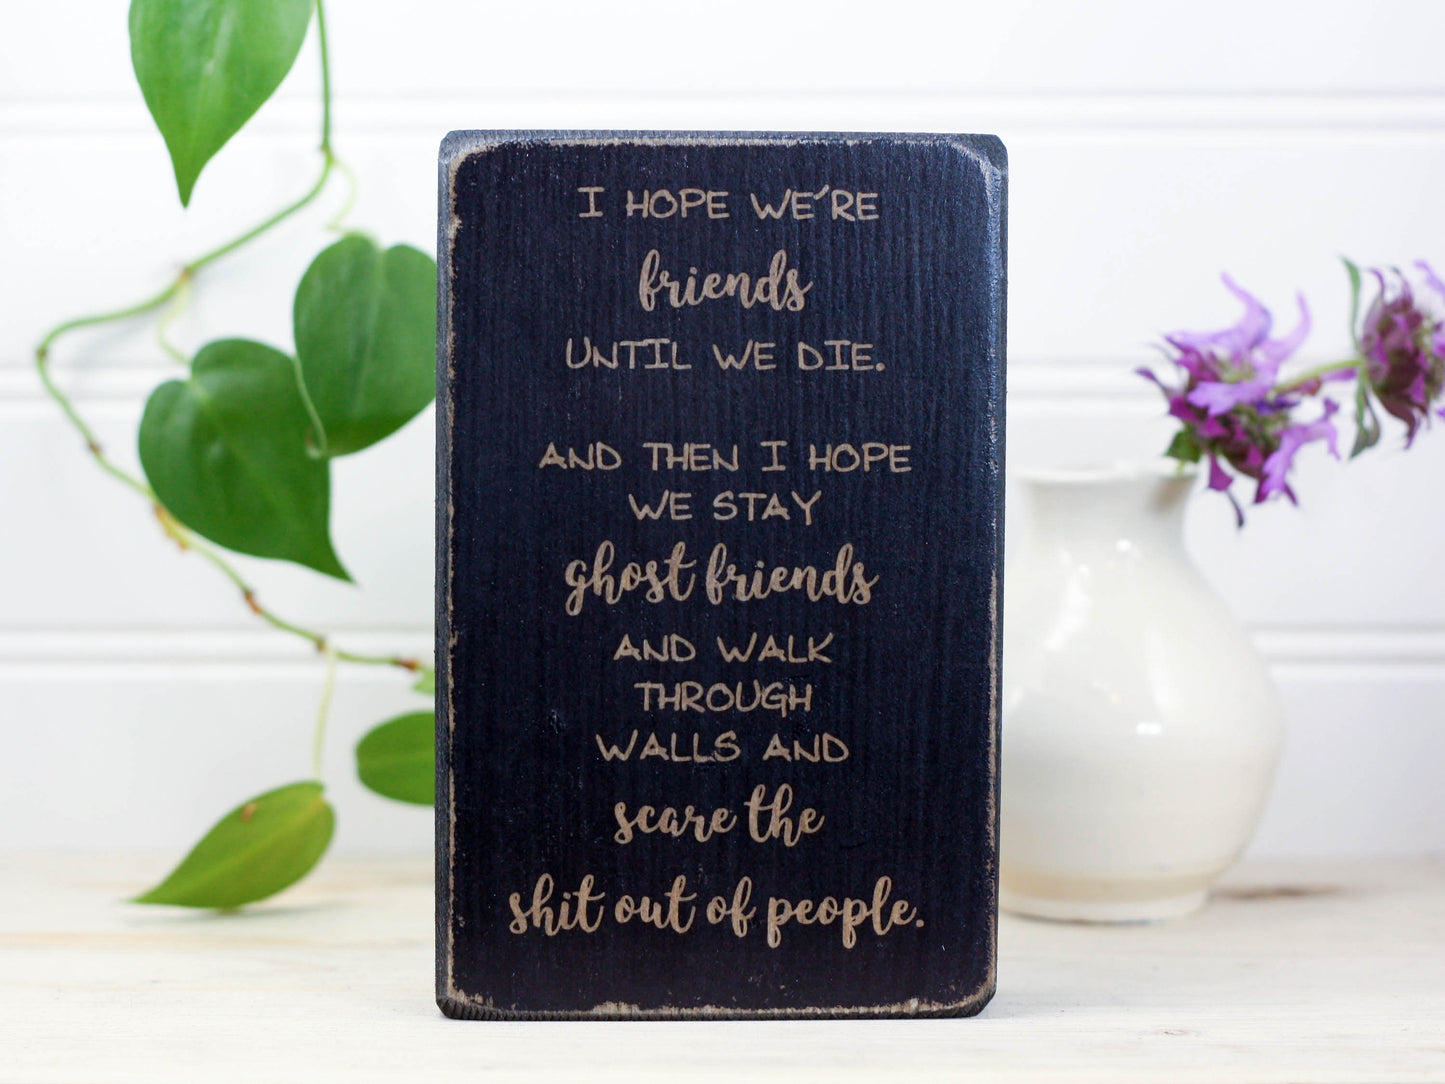 I HOPE WE'RE
friends
UNTIL WE DIE.
AND THEN I HOPE
WE STAY
ghost friends
AND WALK
THROUGH
WALLS AND
scare the
shit out of people.